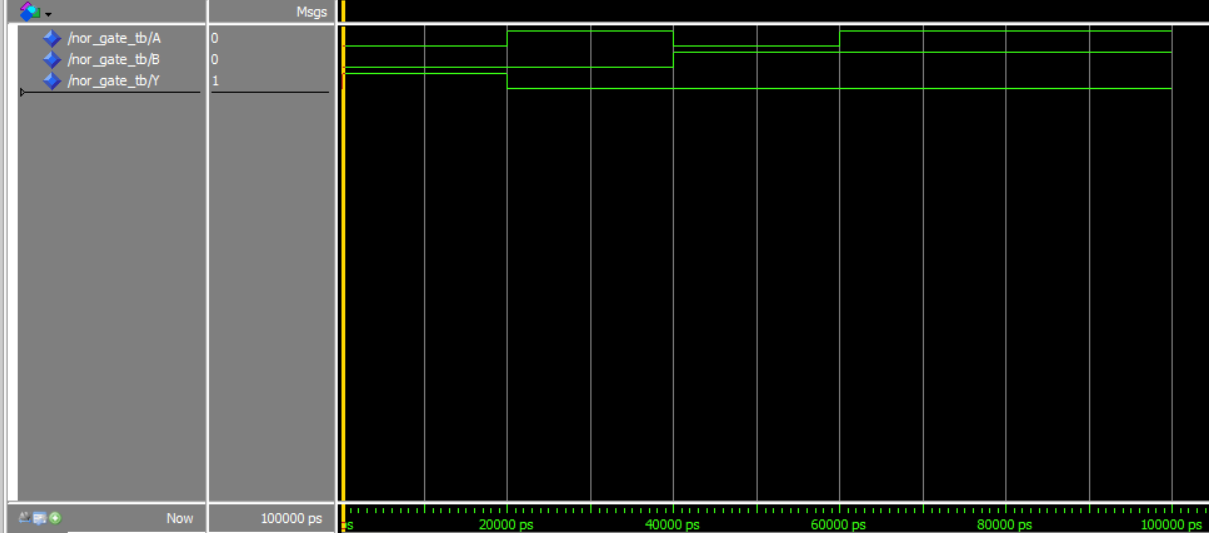 Msgs
/nor_gate_tb/A 0
/nor_gate_tb/B 0
/nor_gate_tb/Y 1
Now 100000 ps
ps 20000 ps 40000 ps 60000 ps 80000 ps 100000 ps